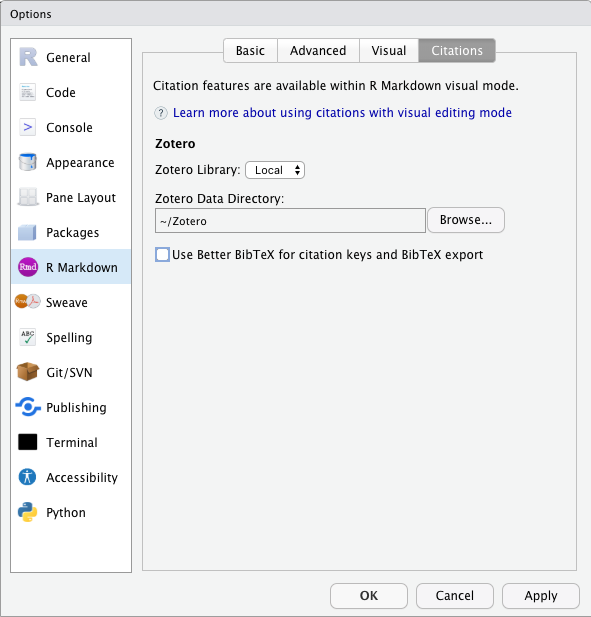 Options
General
Code
Console
Appearance
Pane Layout
Packages
Rmd R Markdown
Sweave
ABC Spelling
Git/SVN
Publishing
Terminal
Accessibility
Python
Basic Advanced Visual Citations
Citation features are available within R Markdown visual mode.
? Learn more about using citations with visual editing mode
Zotero
Zotero Library: Local
Zotero Data Directory:
~/Zotero Browse...
Use Better BibTeX for citation keys and BibTeX export
OK Cancel Apply